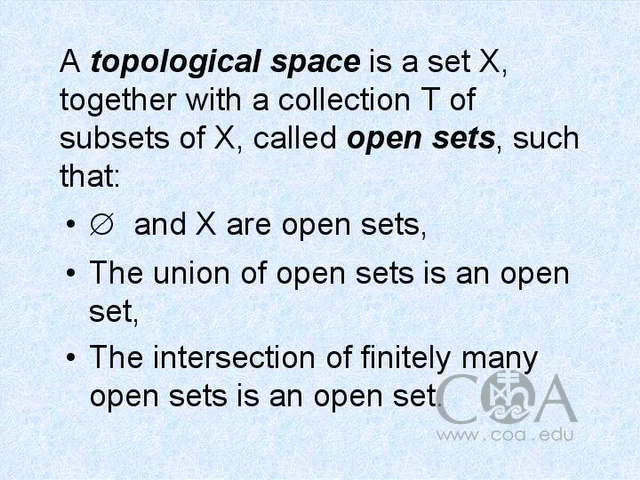 A topological space is a set X,
together with a collection T of
subsets of X, called open sets, such
that:
• ∅ and X are open sets,
• The union of open sets is an open
set,
• The intersection of finitely many
open sets is an open set.
COA
www.coa.edu